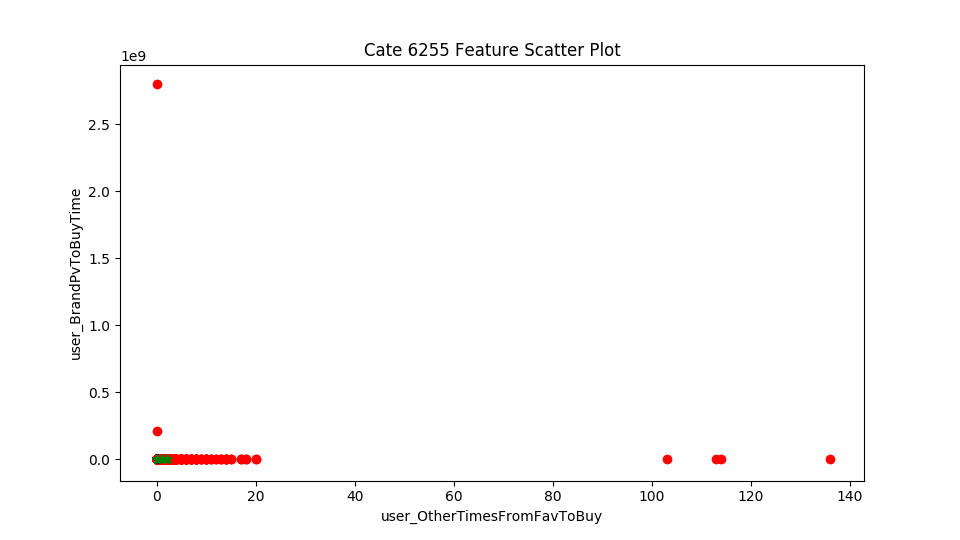 Cate 6255 Feature Scatter Plot
1e9
2.5
2.0
1.5
1.0
0.5
0.0
user_BrandPvToBuyTime
0 20 40 60 80 100 120 140
user_OtherTimesFromFavToBuy